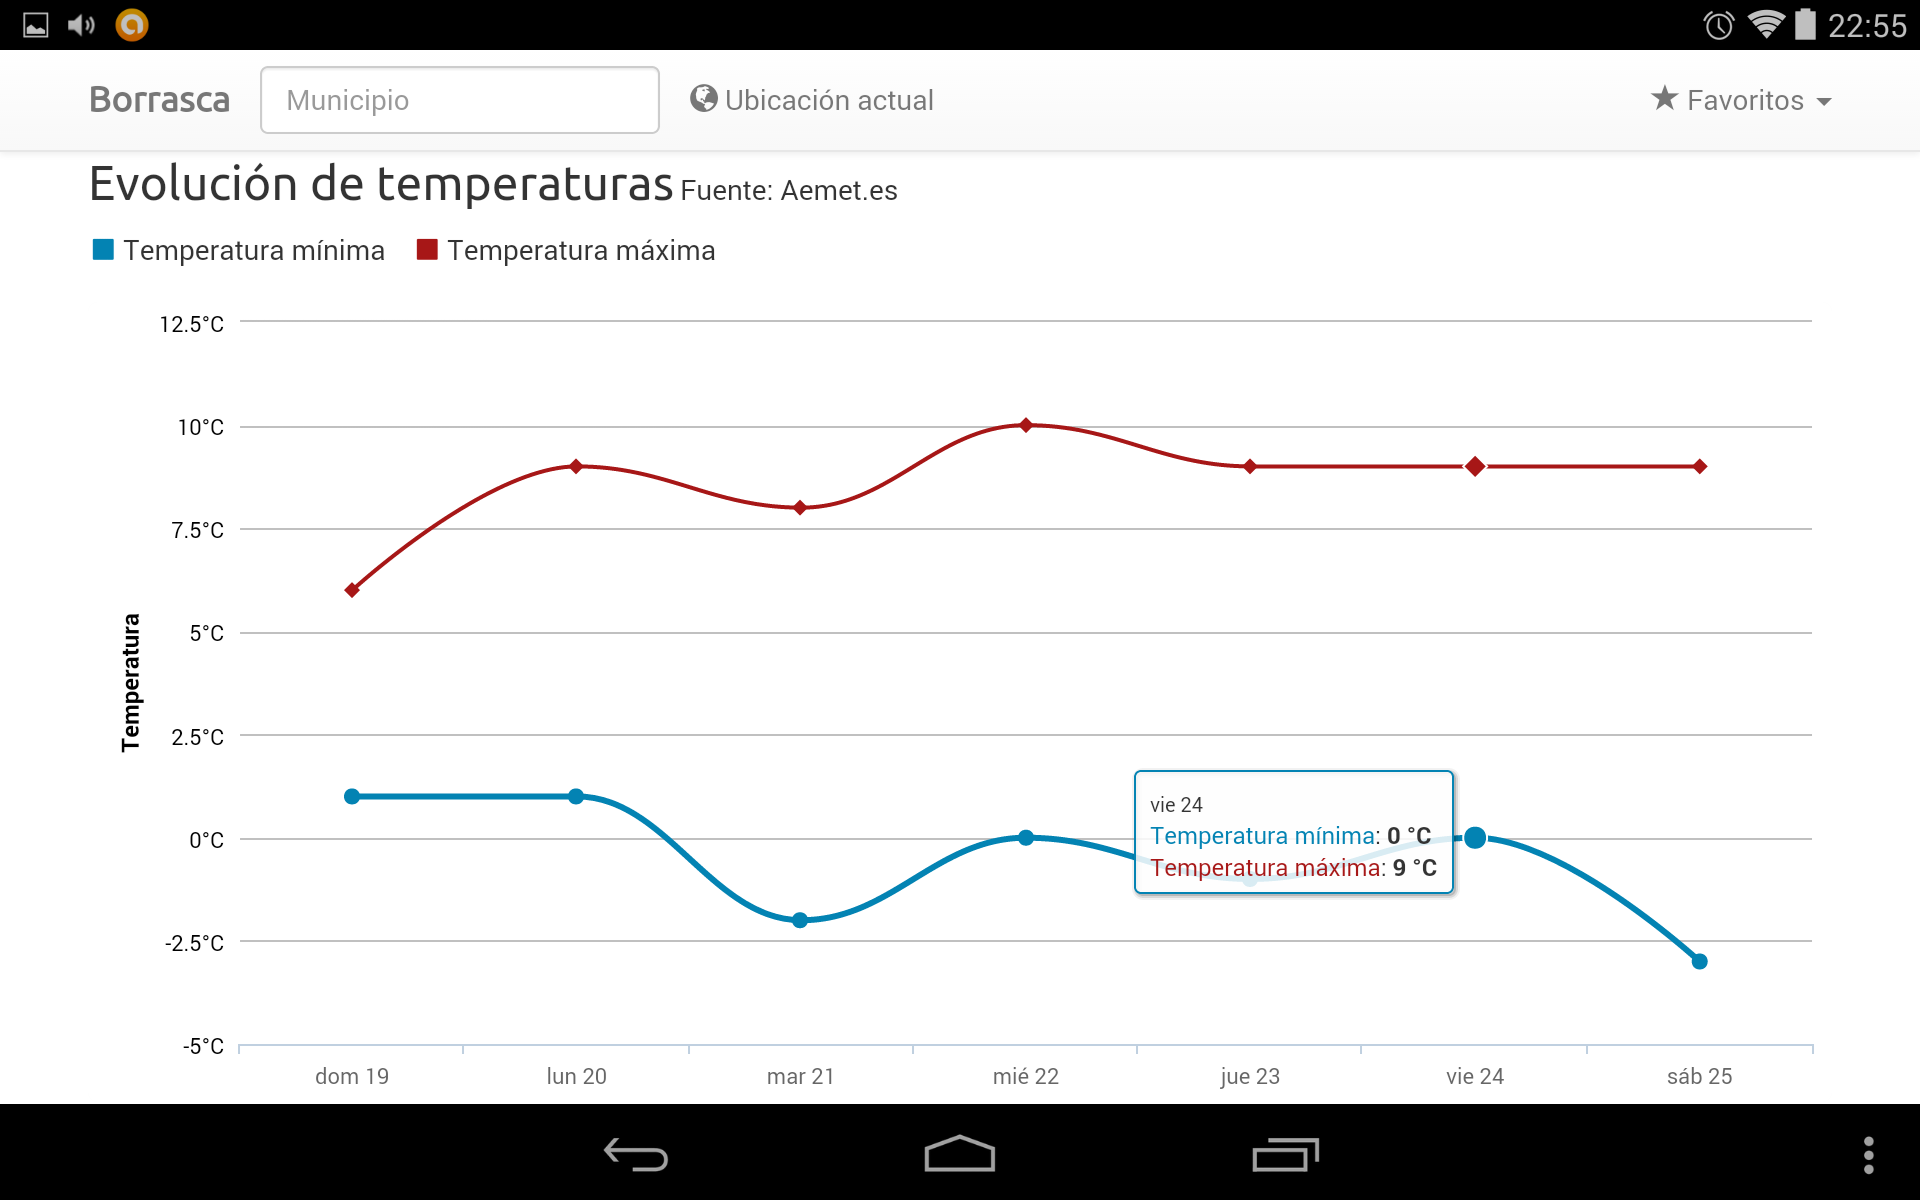 22:55
Borrasca Municipio Ubicación actual Favoritos
Evolución de temperaturas Fuente: Aemet.es
Temperatura mínima Temperatura máxima
12.5°C
10°C
7.5°C
5°C
2.5°C
0°C
-2.5°C
-5°C
Temperatura
vie 24
Temperatura mínima: 0 °C
Temperatura máxima: 9 °C
dom 19 lun 20 mar 21 mié 22 jue 23 vie 24 sáb 25